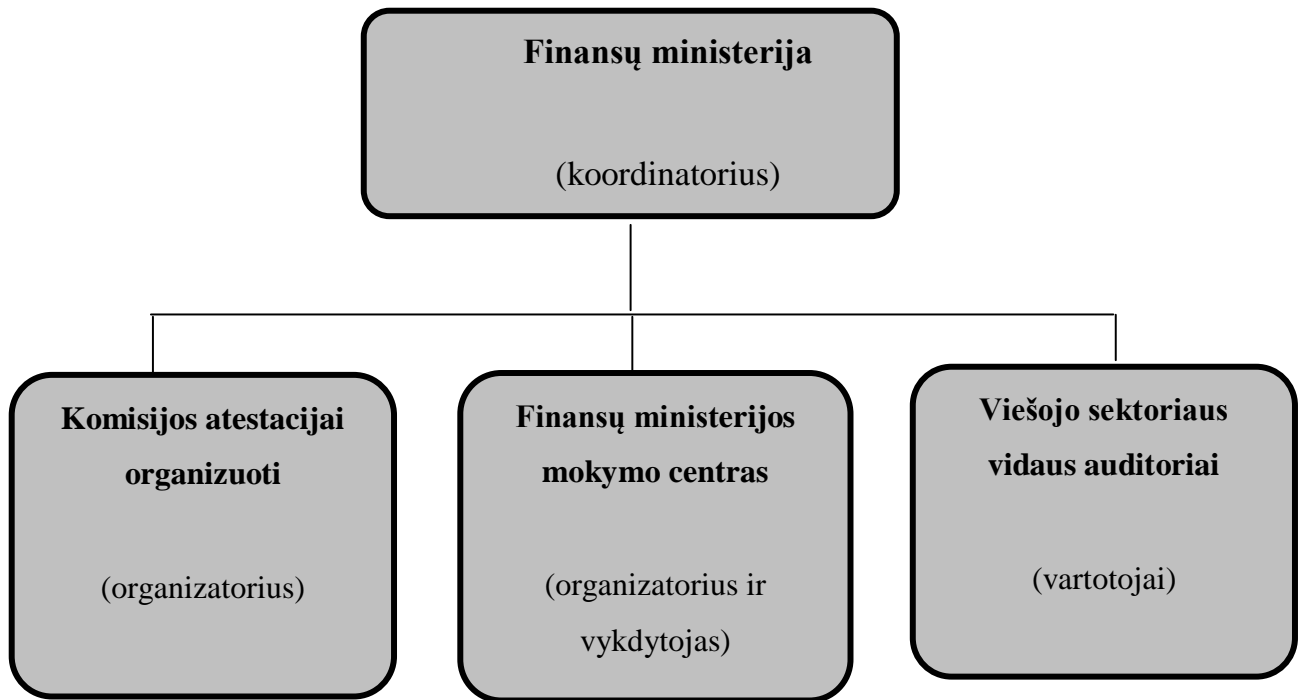 Finansų ministerija
(koordinatorius)
Komisijos atestacijai
organizuoti
(organizatorius)
Finansų ministerijos
mokymo centras
(organizatorius ir
vykdytojas)
Viešojo sektoriaus
vidaus auditoriai
(vartotojai)